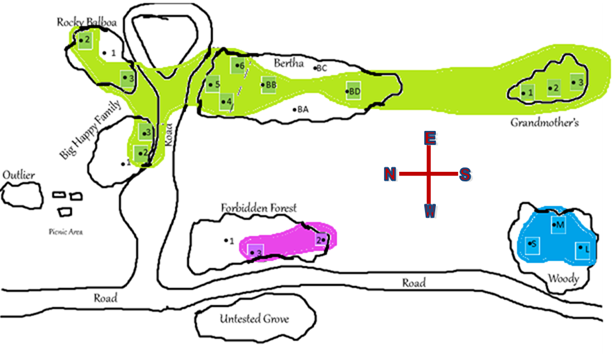 Rocky Balboa
2
1
3
Big Happy Family
3
2
1
Road
Bertha
6
5
4
BB
BC
BA
BD
1
2
3
Grandmother's
E
N
S
W
Outlier
Picnic Area
Forbidden Forest
1
3
2
M
S
L
Woody
Road
Road
Untested Grove